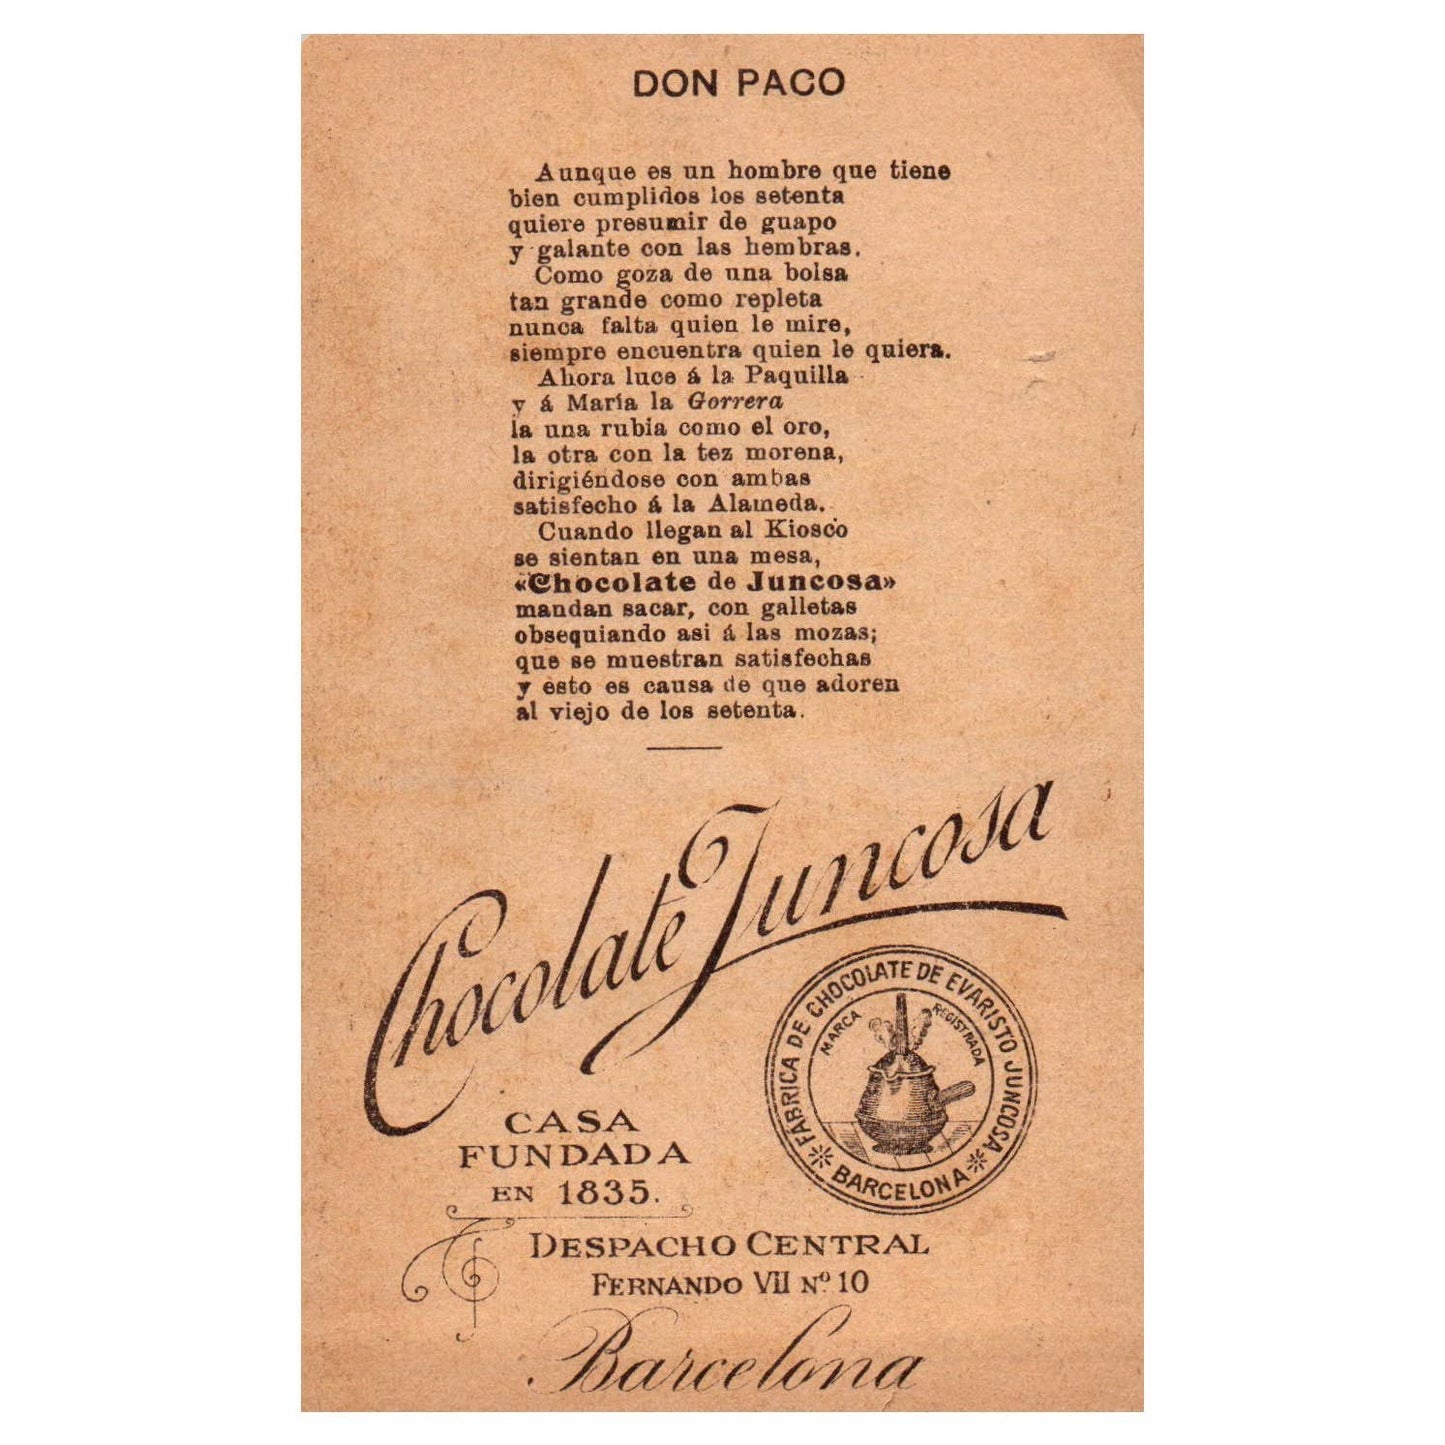 DON PACO
Aunque es un hombre que tiene
bien cumplidos los setenta
quiere presumir de guapo
y galante con las hembras.
Como goza de una bolsa
tan grande como repleta
nunca falta quien le mire,
siempre encuentra quien le quiera.
Ahora luce á la Paquilla
y á María la Gorrera
la una rubia como el oro,
la otra con la tez morena,
dirigiéndose con ambas
satisfecho á la Alameda.
Cuando llegan al Kiosco
se sientan en una mesa,
«Chocolate de Juncosa»
mandan sacar, con galletas
obsequiando asi á las mozas;
que se muestran satisfechas
y esto es causa de que adoren
al viejo de los setenta.
Chocolate Juncosa
FABRICA DE CHOCOLATE DE EVARISTO JUNCOSA
MARCA REGISTRADA
BARCELONA
CASA
FUNDADA
EN 1835.
DESPACHO CENTRAL
FERNANDO VII Nº 10
Barcelona